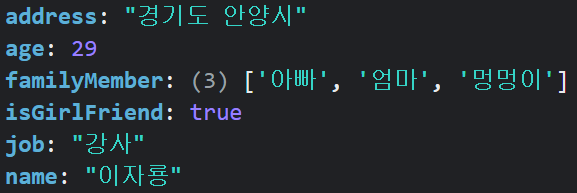 address: "경기도 안양시"
age: 29
familyMember: (3) ['아빠', '엄마', '멍멍이']
isGirlFriend: true
job: "강사"
name: "이자룡"